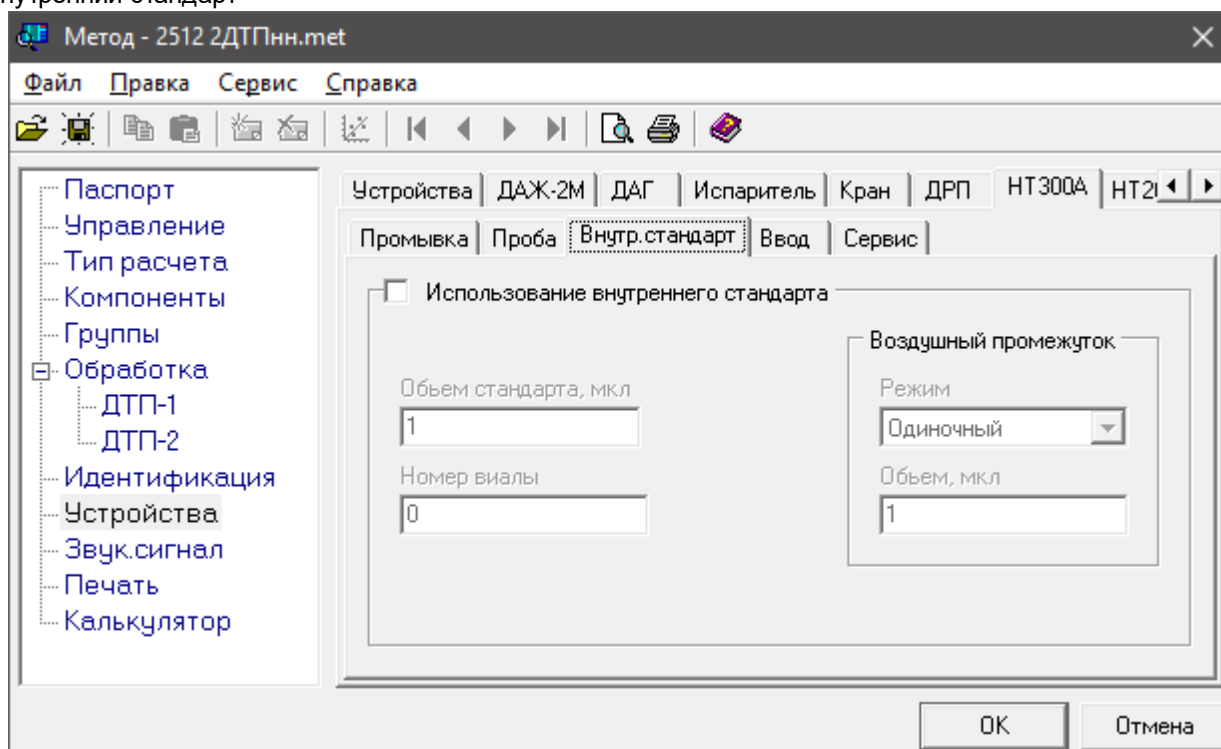 нутренний стандарт
Метод - 2512 2ДТПнн.met
Файл Правка Сервис Справка
Паспорт
Управление
Тип расчета
Компоненты
Группы
Обработка
ДТП-1
ДТП-2
Идентификация
Устройства
Звук.сигнал
Печать
Калькулятор
Устройства ДАЖ-2М ДАГ Испаритель Кран ДРП НТ300А
Промывка Проба Внутр.стандарт Ввод Сервис
Использование внутреннего стандарта
Обьем стандарта, мкл
1
Номер виалы
0
Воздушный промежуток
Режим
Одиночный
Обьем, мкл
1
OK Отмена